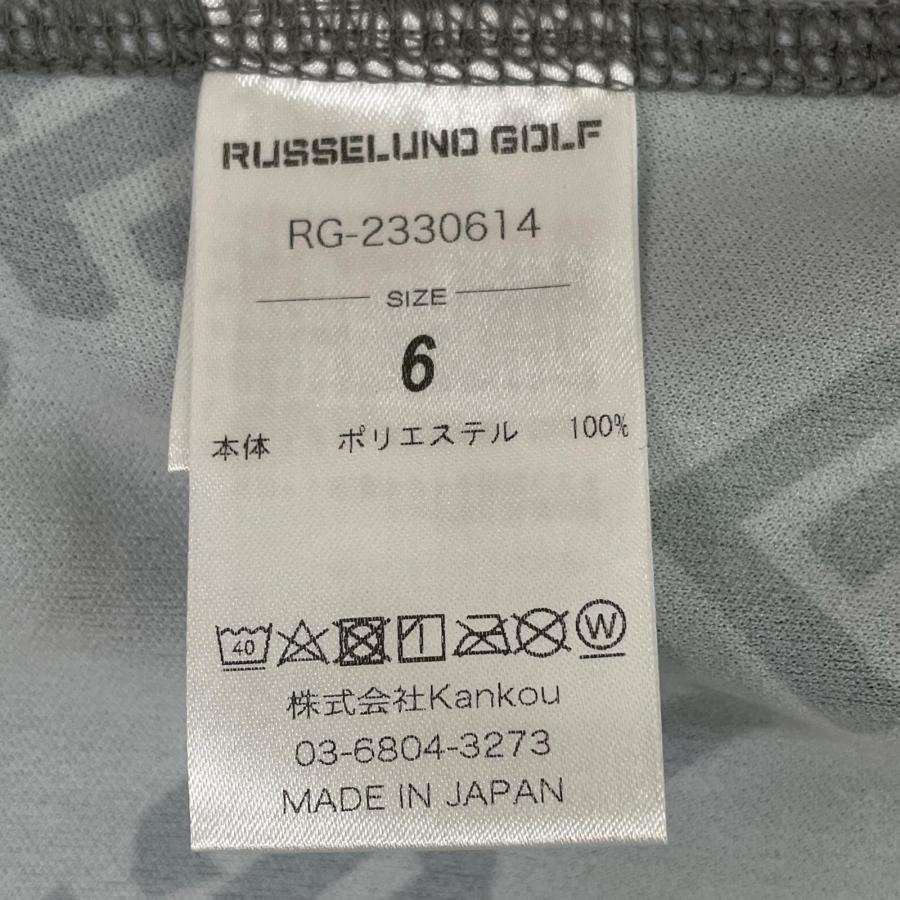 RUSSELUNO GOLF
RG-2330614
SIZE
6
本体 ポリエステル 100%
40
W
株式会社Kankou
03-6804-3273
MADE IN JAPAN